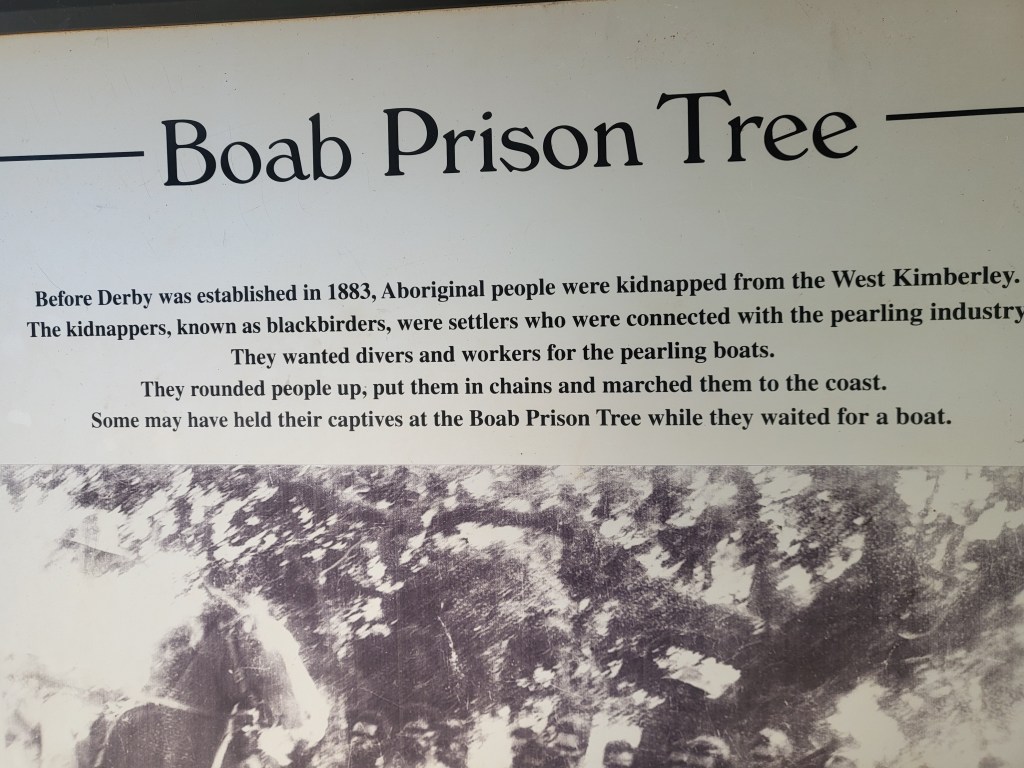 Boab Prison Tree
Before Derby was established in 1883, Aboriginal people were kidnapped from the West Kimberley.
The kidnappers, known as blackbirders, were settlers who were connected with the pearling industry
They wanted divers and workers for the pearling boats.
They rounded people up, put them in chains and marched them to the coast.
Some may have held their captives at the Boab Prison Tree while they waited for a boat.